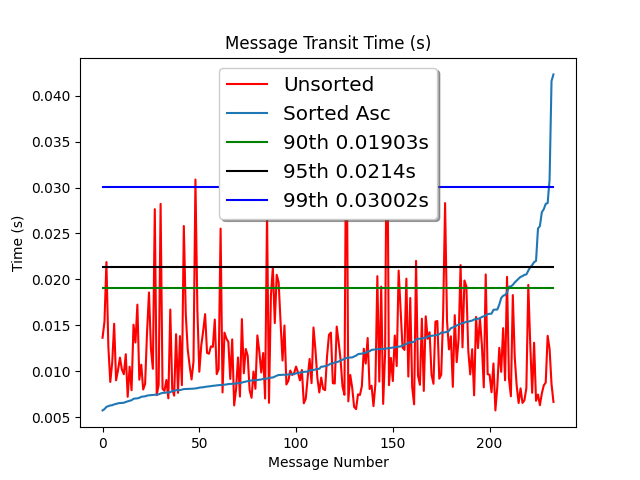 Message Transit Time (s)
Unsorted
Sorted Asc
90th 0.01903s
95th 0.0214s
99th 0.03002s
Time (s)
0.040
0.035
0.030
0.025
0.020
0.015
0.010
0.005
0
50
100
150
200
Message Number